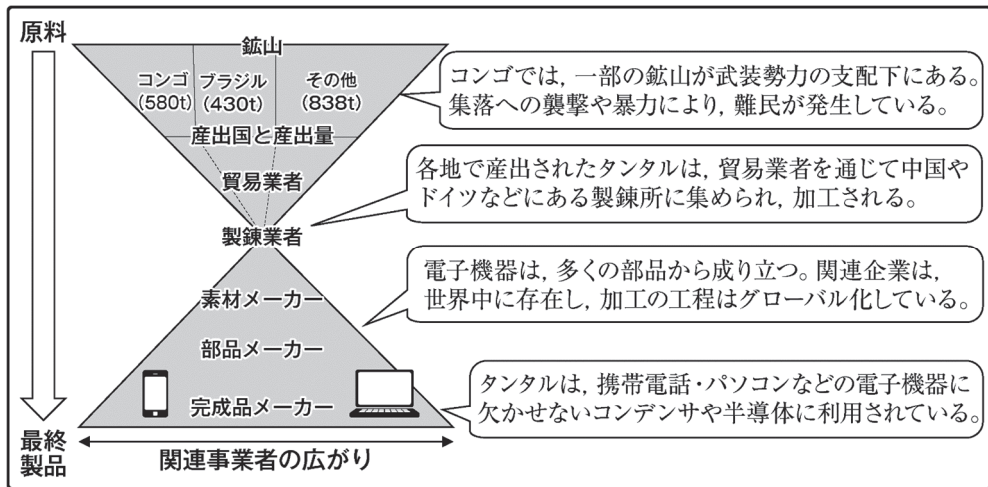 原料
鉱山
コンゴ
(580t)
ブラジル
(430t)
その他
(838t)
産出国と産出量
貿易業者
製錬業者
素材メーカー
部品メーカー
完成品メーカー
最終
製品
関連事業者の広がり
コンゴでは,一部の鉱山が武装勢力の支配下にある。
集落への襲撃や暴力により,難民が発生している。
各地で産出されたタンタルは,貿易業者を通じて中国や
ドイツなどにある製錬所に集められ,加工される。
電子機器は,多くの部品から成り立つ。関連企業は,
世界中に存在し,加工の工程はグローバル化している。
タンタルは,携帯電話・パソコンなどの電子機器に
欠かせないコンデンサや半導体に利用されている。